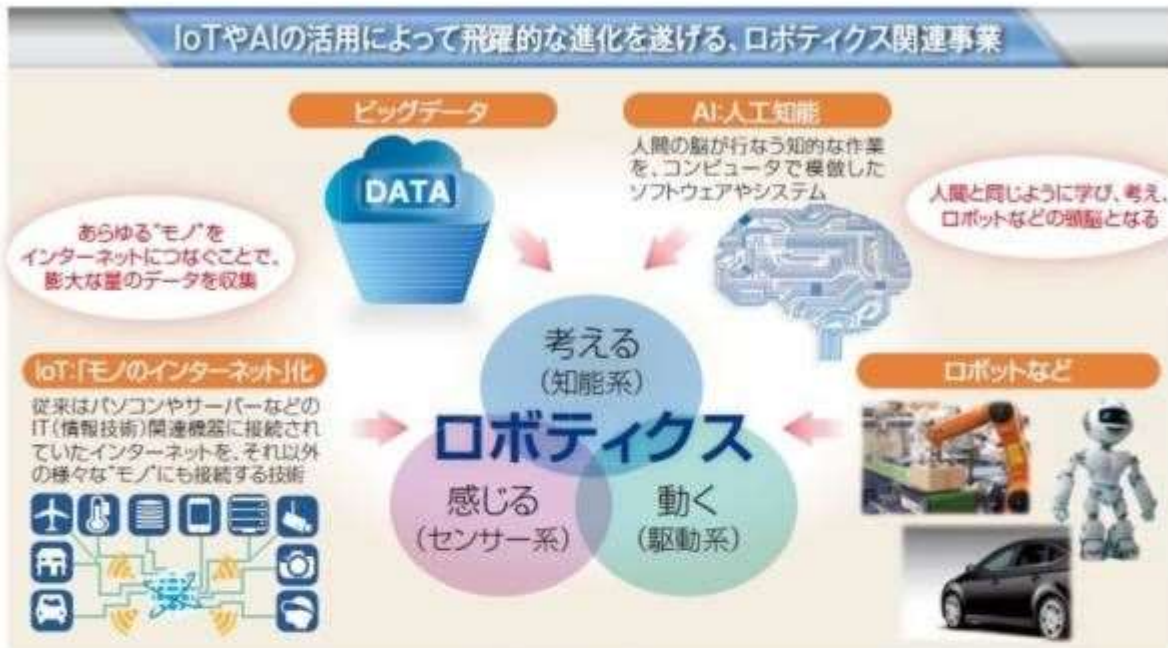 IoTやAIの活用によって飛躍的な進化を遂げる、ロボティクス関連事業
ビッグデータ
DATA
AI:人工知能
人間の脳が行なう知的な作業
を、コンピュータで模倣した
ソフトウェアやシステム
人間と同じように学び、考え、
ロボットなどの頭脳となる
あらゆる"モノ"を
インターネットにつなぐことで、
膨大な量のデータを収集
IoT:「モノのインターネット」化
従来はパソコンやサーバーなどの
IT(情報技術)関連機器に接続され
ていたインターネットを、それ以外
の様々な"モノ"にも接続する技術
考える
(知能系)
ロボティクス
感じる
(センサー系)
動く
(駆動系)
ロボットなど